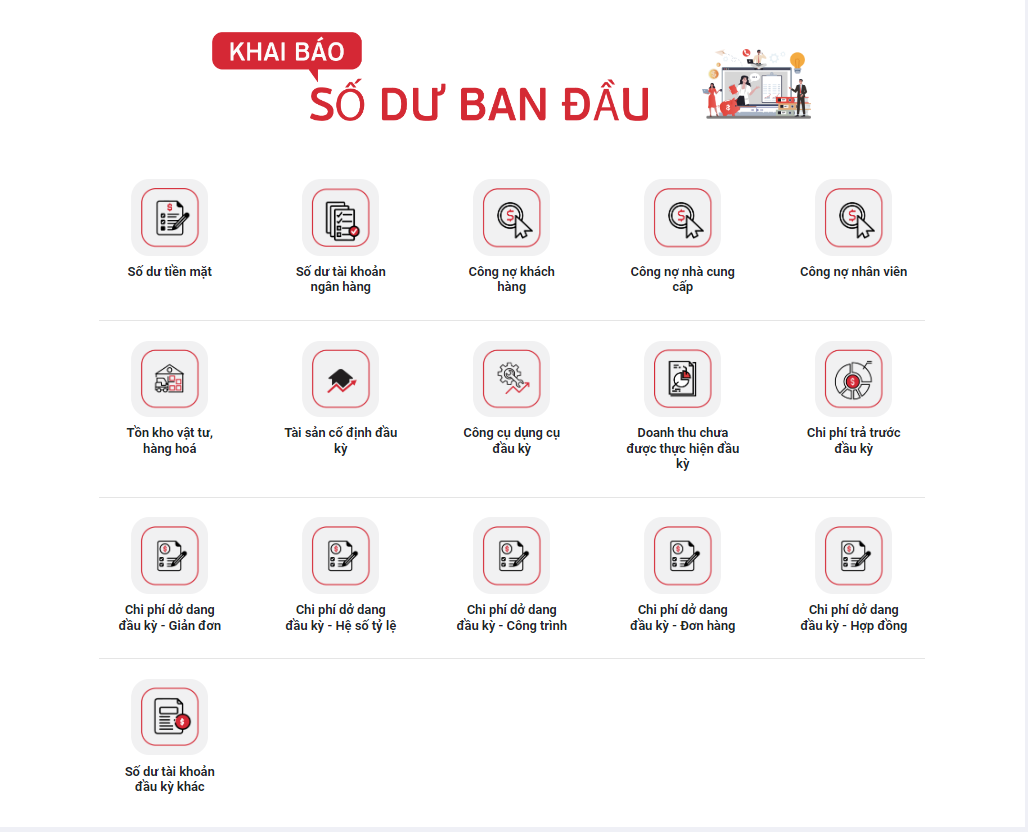 KHAI BÁO
SỐ DƯ BAN ĐẦU
Số dư tiền mặt
Số dư tài khoản
ngân hàng
Công nợ khách
hàng
Công nợ nhà cung
cấp
Công nợ nhân viên
Tồn kho vật tư,
hàng hoá
Tài sản cố định đầu
kỳ
Công cụ dụng cụ
đầu kỳ
Doanh thu chưa
được thực hiện đầu
kỳ
Chi phí trả trước
đầu kỳ
Chi phí dở dang
đầu kỳ - Giản đơn
Chi phí dở dang
đầu kỳ - Hệ số tỷ lệ
Chi phí dở dang
đầu kỳ - Công trình
Chi phí dở dang
đầu kỳ - Đơn hàng
Chi phí dở dang
đầu kỳ - Hợp đồng
Số dư tài khoản
đầu kỳ khác